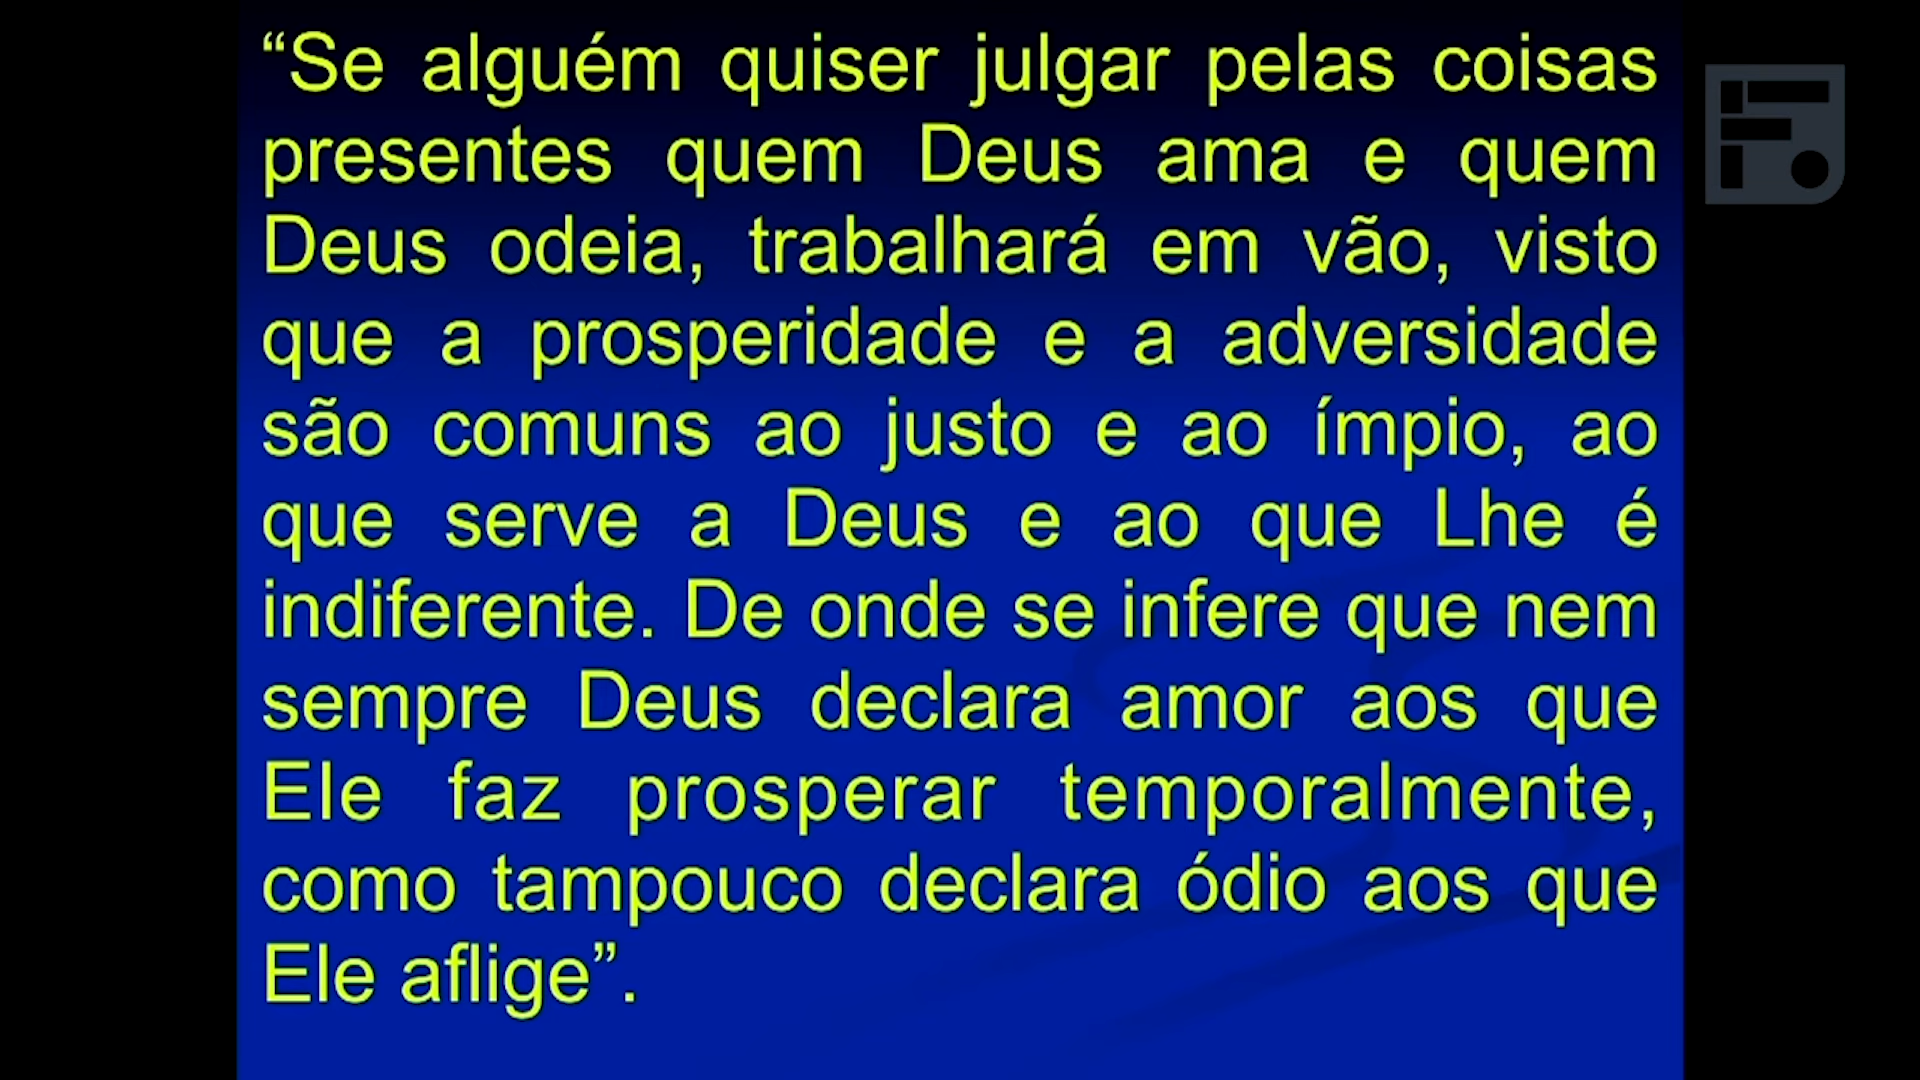 “Se alguém quiser julgar pelas coisas
presentes quem Deus ama e quem
Deus odeia, trabalhará em vão, visto
que a prosperidade e a adversidade
são comuns ao justo e ao ímpio, ao
que serve a Deus e ao que Lhe é
indiferente. De onde se infere que nem
sempre Deus declara amor aos que
Ele faz prosperar temporalmente,
como tampouco declara ódio aos que
Ele aflige”.